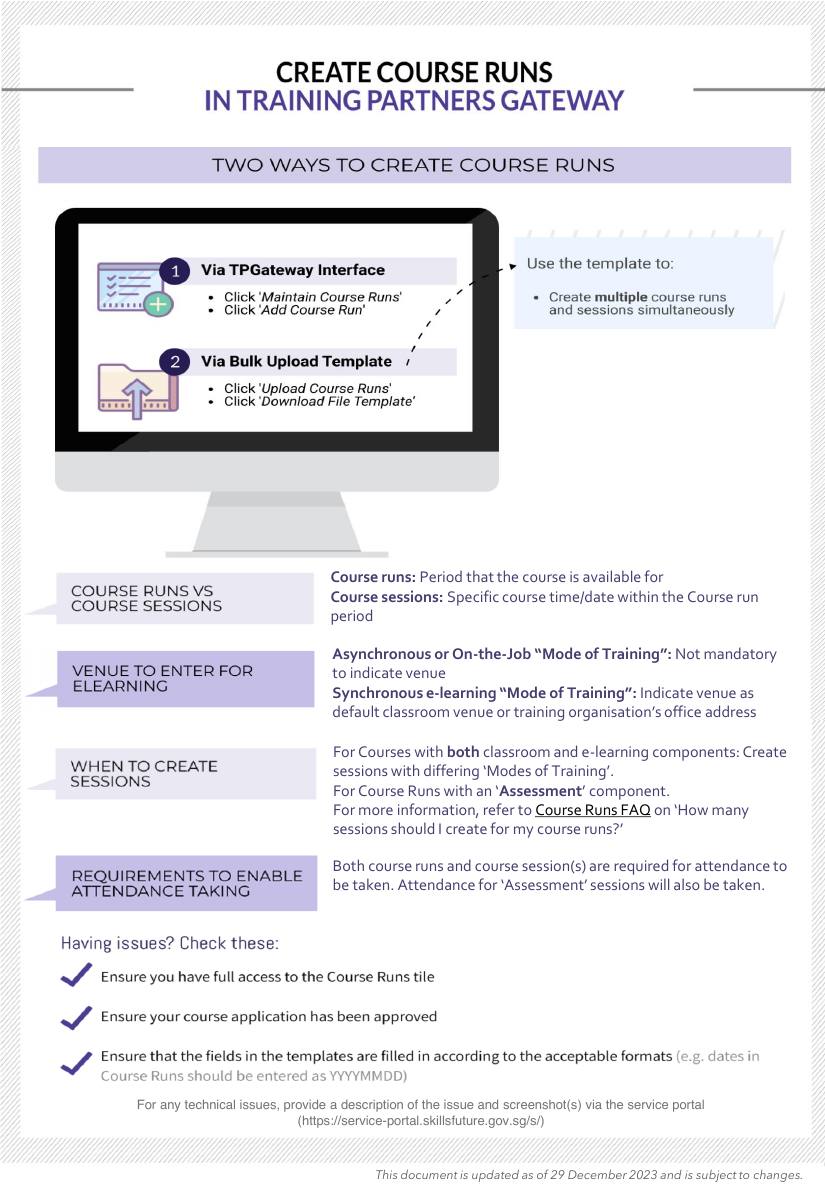 CREATE COURSE RUNS
IN TRAINING PARTNERS GATEWAY
TWO WAYS TO CREATE COURSE RUNS
1
Via TPGateway Interface
• Click 'Maintain Course Runs'
• Click 'Add Course Run'
2
Via Bulk Upload Template
• Click 'Upload Course Runs'
• Click 'Download File Template'
Use the template to:
• Create multiple course runs
and sessions simultaneously
COURSE RUNS VS
COURSE SESSIONS
Course runs: Period that the course is available for
Course sessions: Specific course time/date within the Course run
period
VENUE TO ENTER FOR
ELEARNING
Asynchronous or On-the-Job “Mode of Training”: Not mandatory
to indicate venue
Synchronous e-learning “Mode of Training”: Indicate venue as
default classroom venue or training organisation’s office address
WHEN TO CREATE
SESSIONS
For Courses with both classroom and e-learning components: Create
sessions with differing ‘Modes of Training’.
For Course Runs with an ‘Assessment’ component.
For more information, refer to Course Runs FAQ on ‘How many
sessions should I create for my course runs?’
REQUIREMENTS TO ENABLE
ATTENDANCE TAKING
Both course runs and course session(s) are required for attendance to
be taken. Attendance for ‘Assessment’ sessions will also be taken.
Having issues? Check these:
Ensure you have full access to the Course Runs tile
Ensure your course application has been approved
Ensure that the fields in the templates are filled in according to the acceptable formats (e.g. dates in
Course Runs should be entered as YYYYMMDD)
For any technical issues, provide a description of the issue and screenshot(s) via the service portal
(https://service-portal.skillsfuture.gov.sg/s/)
This document is updated as of 29 December 2023 and is subject to changes.